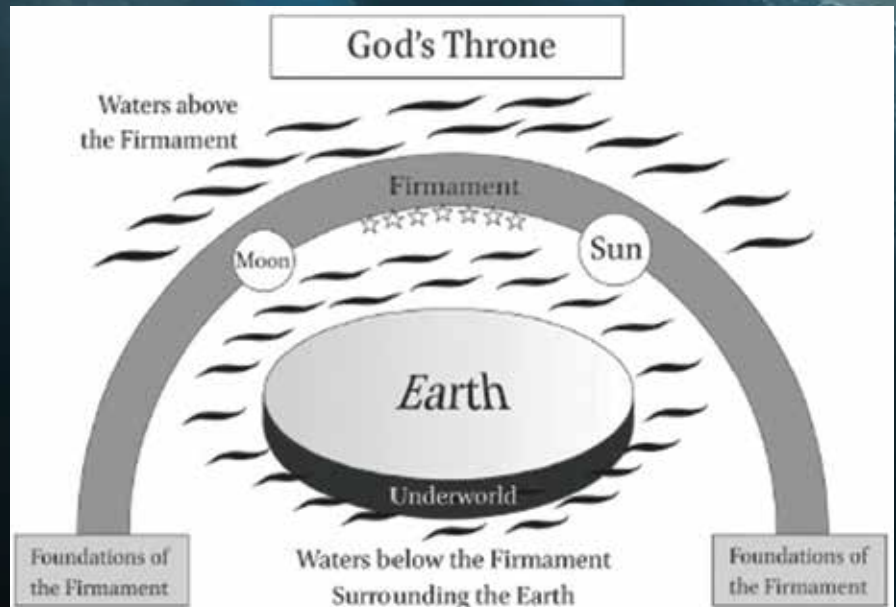 God's Throne
Waters above
the Firmament
Firmament
Moon
Sun
Earth
Underworld
Foundations of
the Firmament
Waters below the Firmament
Surrounding the Earth
Foundations of
the Firmament